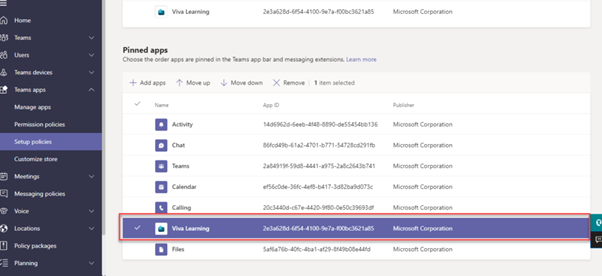 Home
Teams
Users
Teams devices
Teams apps
Manage apps
Permission policies
Setup policies
Customize store
Meetings
Messaging policies
Voice
Locations
Policy packages
Planning
Viva Learning 2e3a628d-6f54-4100-9e7a-f00bc3621a85 Microsoft Corporation
Pinned apps
Choose the order apps are pinned in the Teams app bar and messaging extensions. Learn more
Add apps Move up Move down Remove 1 item selected
Name App ID Publisher
Activity 14d6962d-6eeb-4f48-8890-de55454bb136 Microsoft Corporation
Chat 86fcd49b-61a2-4701-b771-54728cd291fb Microsoft Corporation
Teams 2a84919f-59d8-4441-a975-2a8c2643b741 Microsoft Corporation
Calendar ef56c0de-36fc-4ef8-b417-3d82ba9d073c Microsoft Corporation
Calling 20c3440d-c67e-4420-9f80-0e50c39693df Microsoft Corporation
Viva Learning 2e3a628d-6f54-4100-9e7a-f00bc3621a85 Microsoft Corporation
Files 5af6a76b-40fc-4ba1-af29-8f49b08e44fd Microsoft Corporation